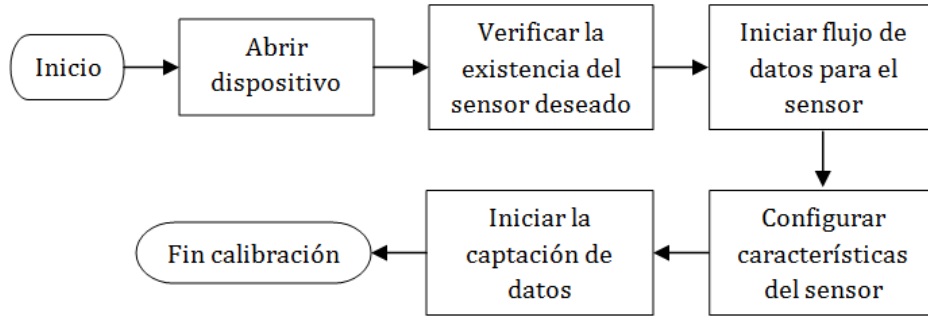 Inicio
Abrir
dispositivo
Verificar la
existencia del
sensor deseado
Iniciar flujo de
datos para el
sensor
Configurar
características
del sensor
Iniciar la
captación de
datos
Fin calibración